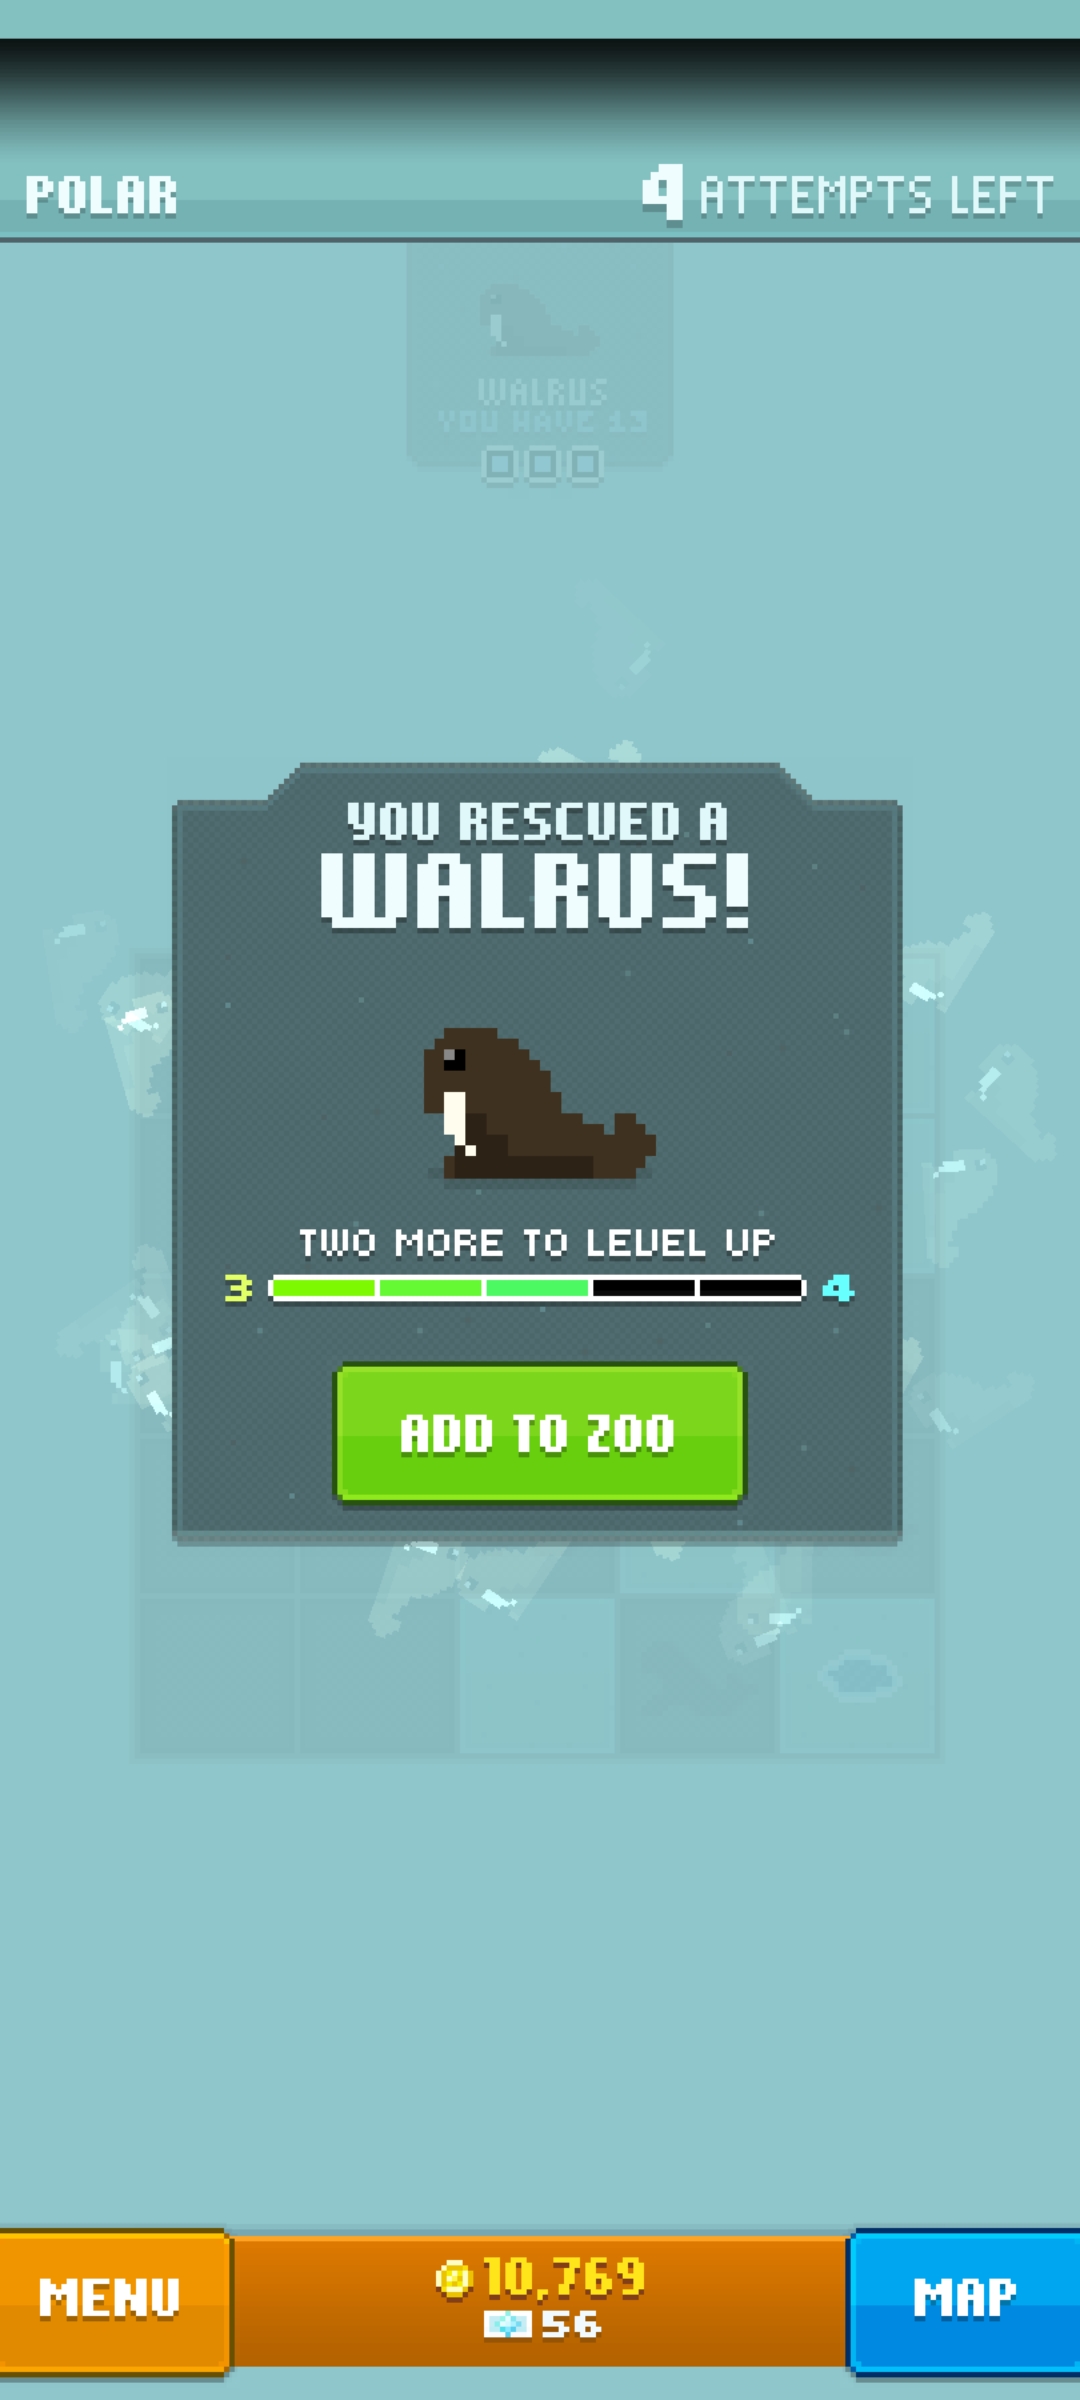 POLAR
9 ATTEMPTS LEFT
WALRUS
YOU HAVE 13
YOU RESCUED A
WALRUS!
TWO MORE TO LEVEL UP
3 4
ADD TO ZOO
MENU
10,769
56
MAP